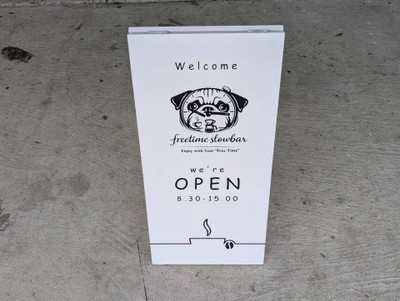 Welcome
freetime slowbar
Enjoy with Your "Free Time"
we're
OPEN
8.30-15.00